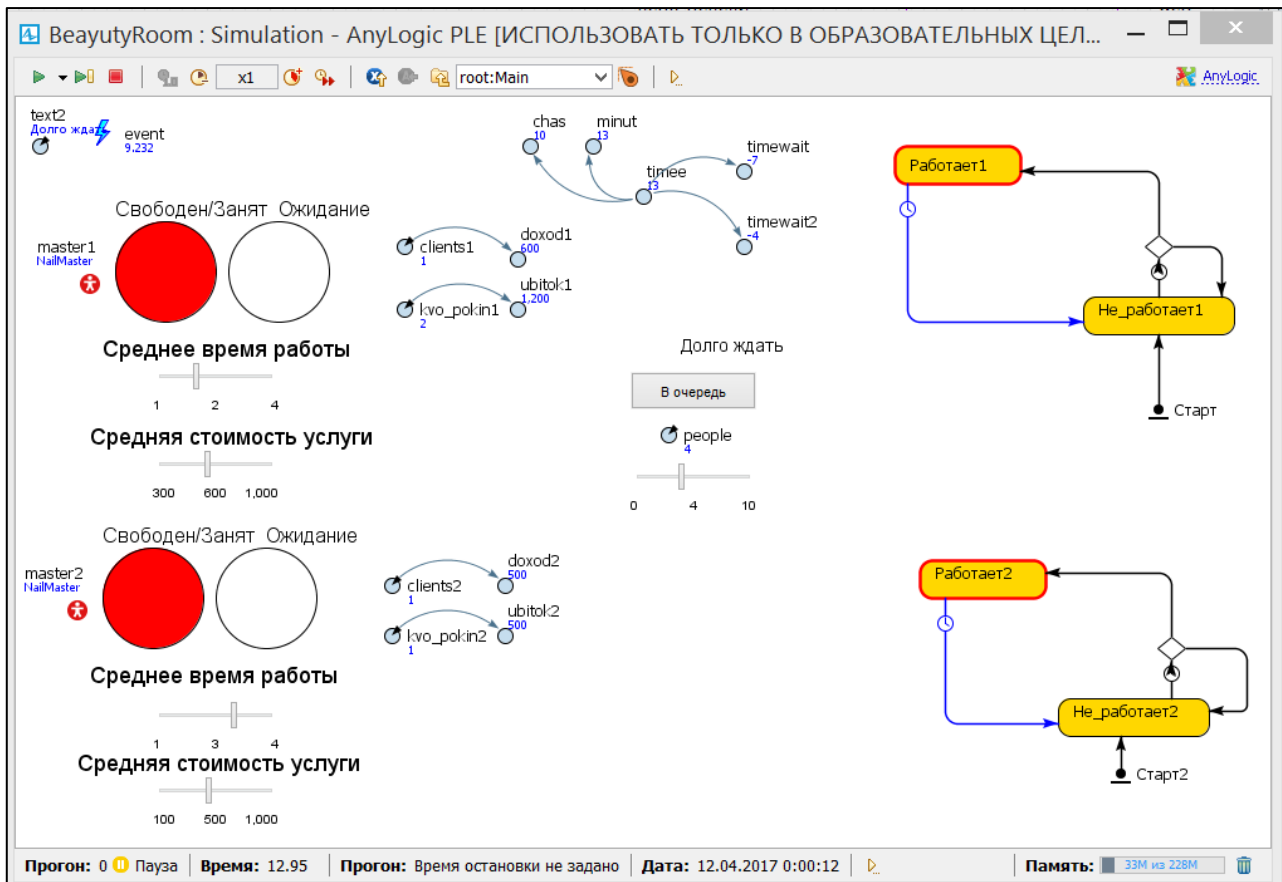 BeayutyRoom : Simulation - AnyLogic PLE [ИСПОЛЬЗОВАТЬ ТОЛЬКО В ОБРАЗОВАТЕЛЬНЫХ ЦЕЛ...
x1 root:Main AnyLogic
text2
Долго ждать
event
9.232
chas
10
minut
13
timee
13
timewait
-7
timewait2
-4
Свободен/Занят Ожидание
master1
NailMaster
clients1
1
doxod1
600
kvo_pokin1
2
ubitok1
1,200
Среднее время работы
1 2 4
Средняя стоимость услуги
300 600 1,000
Долго ждать
В очередь
people
4
0 4 10
Работает1
Не_работает1
Старт
Свободен/Занят Ожидание
master2
NailMaster
clients2
1
doxod2
500
kvo_pokin2
1
ubitok2
500
Среднее время работы
1 3 4
Средняя стоимость услуги
100 500 1,000
Работает2
Не_работает2
Старт2
Прогон: 0 Пауза Время: 12.95 Прогон: Время остановки не задано Дата: 12.04.2017 0:00:12 Память: 33M из 228M